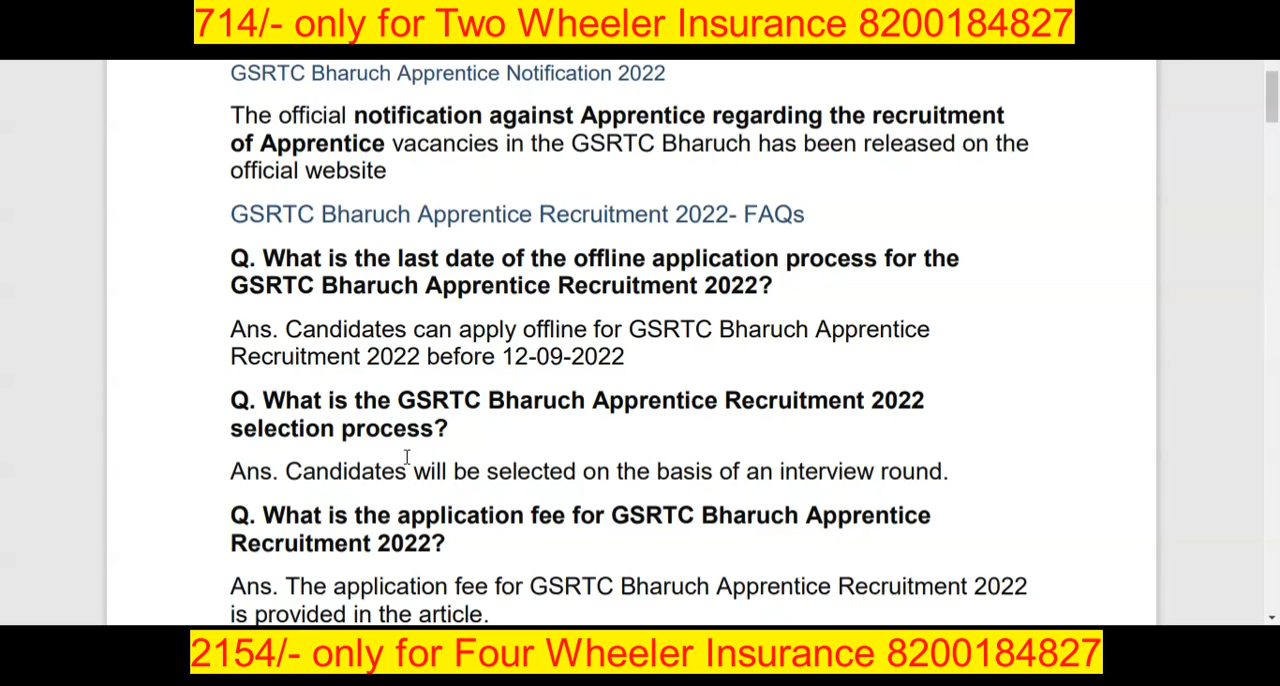 714/- only for Two Wheeler Insurance 8200184827
GSRTC Bharuch Apprentice Notification 2022
The official notification against Apprentice regarding the recruitment
of Apprentice vacancies in the GSRTC Bharuch has been released on the
official website
GSRTC Bharuch Apprentice Recruitment 2022- FAQs
Q. What is the last date of the offline application process for the
GSRTC Bharuch Apprentice Recruitment 2022?
Ans. Candidates can apply offline for GSRTC Bharuch Apprentice
Recruitment 2022 before 12-09-2022
Q. What is the GSRTC Bharuch Apprentice Recruitment 2022
selection process?
Ans. Candidates will be selected on the basis of an interview round.
Q. What is the application fee for GSRTC Bharuch Apprentice
Recruitment 2022?
Ans. The application fee for GSRTC Bharuch Apprentice Recruitment 2022
is provided in the article.
2154/- only for Four Wheeler Insurance 8200184827